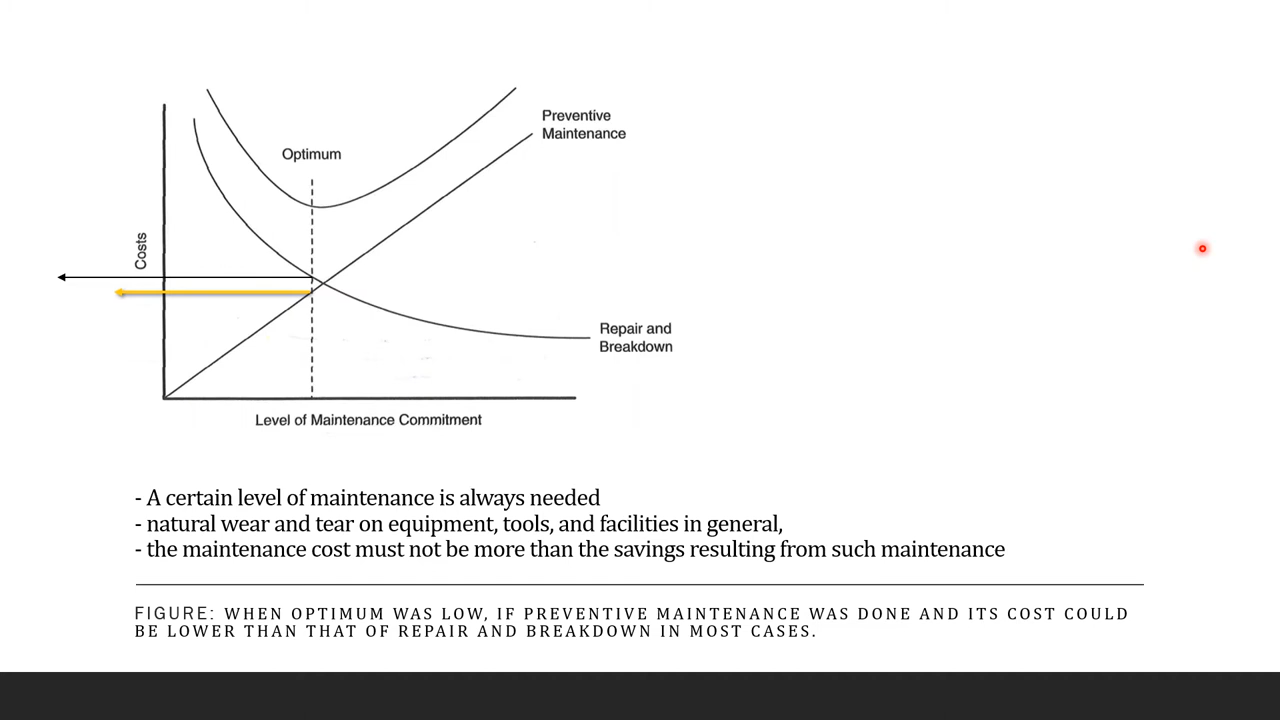 Preventive
Maintenance
Optimum
Costs
Repair and
Breakdown
Level of Maintenance Commitment
- A certain level of maintenance is always needed
- natural wear and tear on equipment, tools, and facilities in general,
- the maintenance cost must not be more than the savings resulting from such maintenance
FIGURE: WHEN OPTIMUM WAS LOW, IF PREVENTIVE MAINTENANCE WAS DONE AND ITS COST COULD
BE LOWER THAN THAT OF REPAIR AND BREAKDOWN IN MOST CASES.